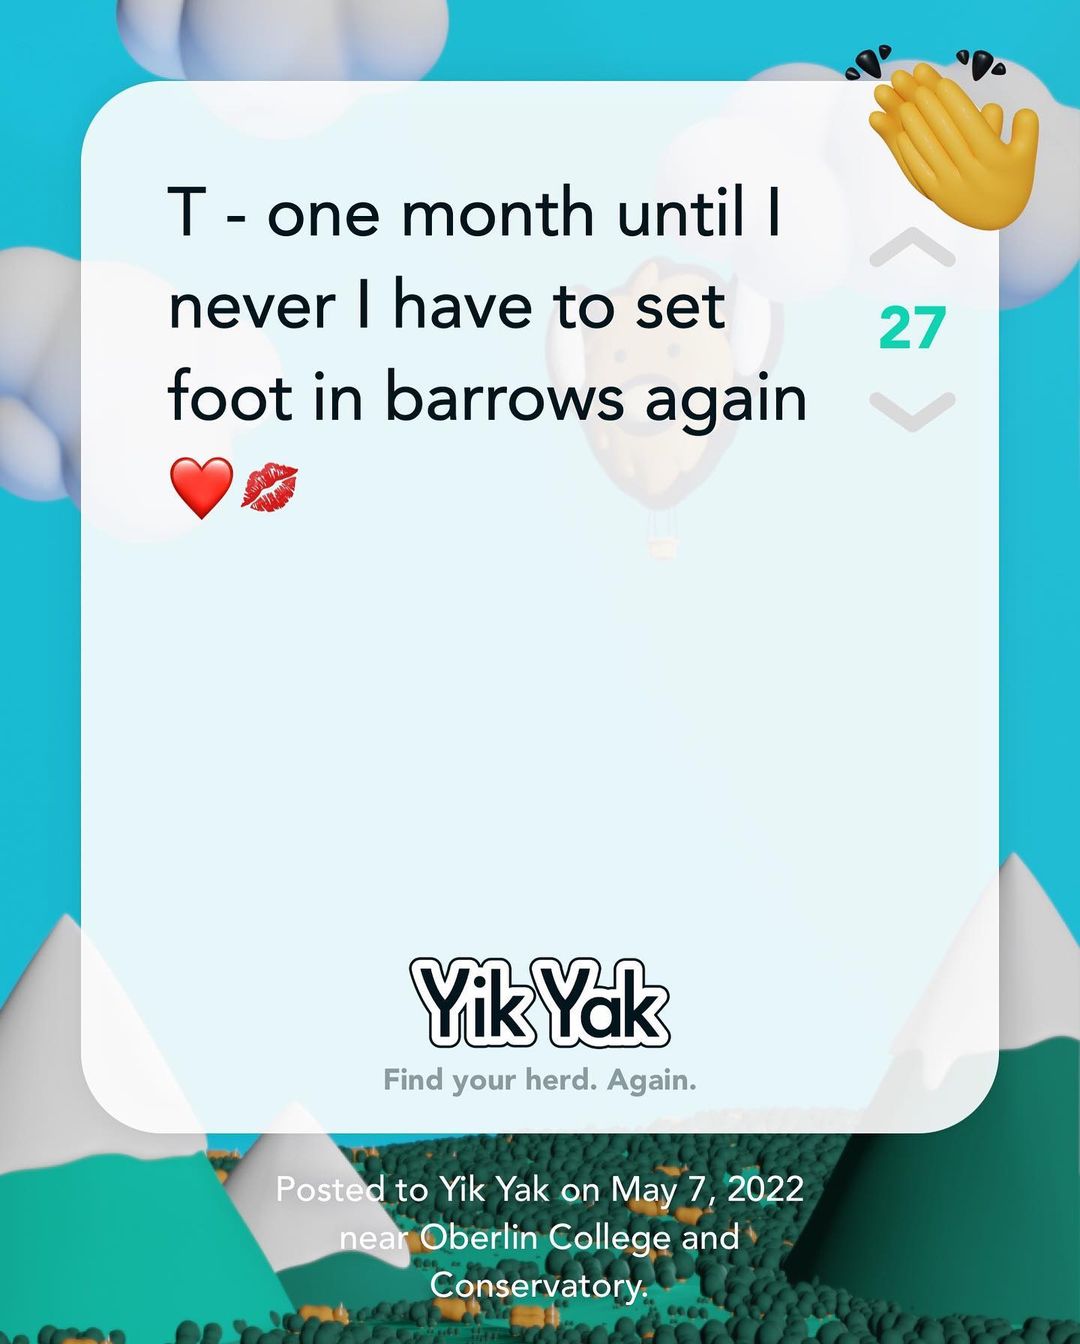 T - one month until I
never I have to set
foot in barrows again
❤️💋
27
Yik Yak
Find your herd. Again.
Posted to Yik Yak on May 7, 2022
near Oberlin College and
Conservatory.